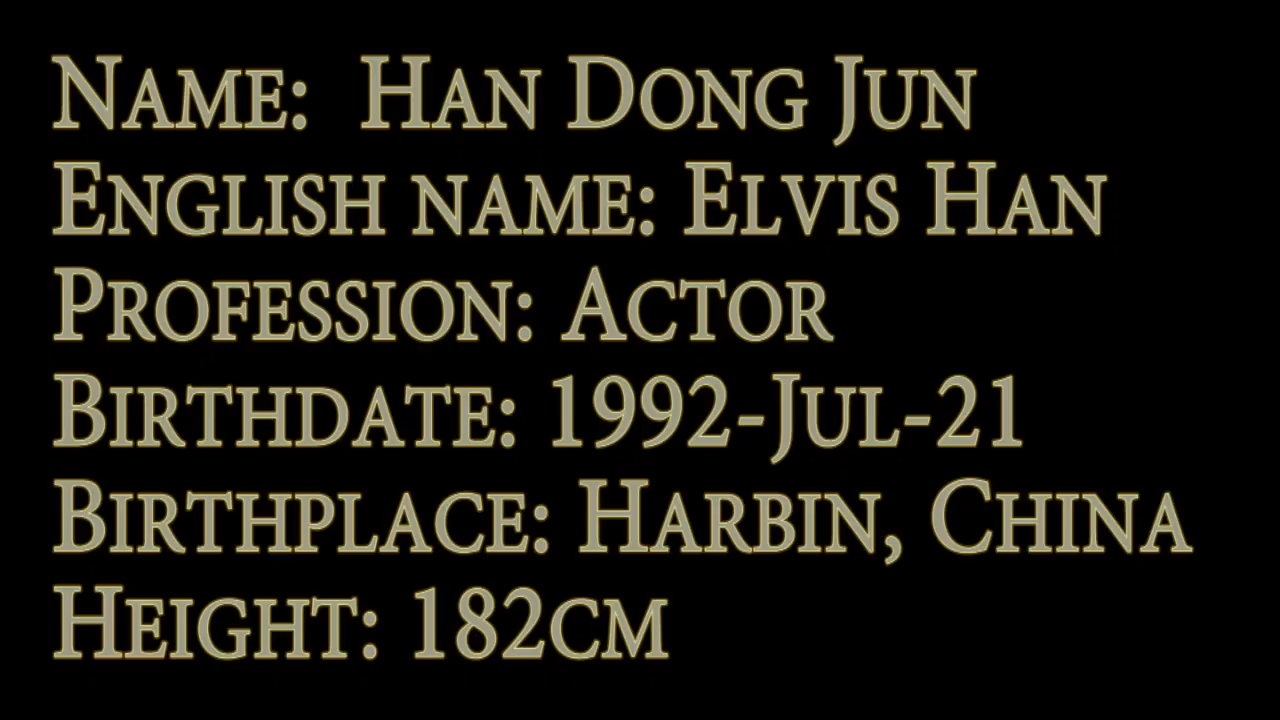 Name: Han Dong Jun
English name: Elvis Han
Profession: Actor
Birthdate: 1992-Jul-21
Birthplace: Harbin, China
Height: 182cm